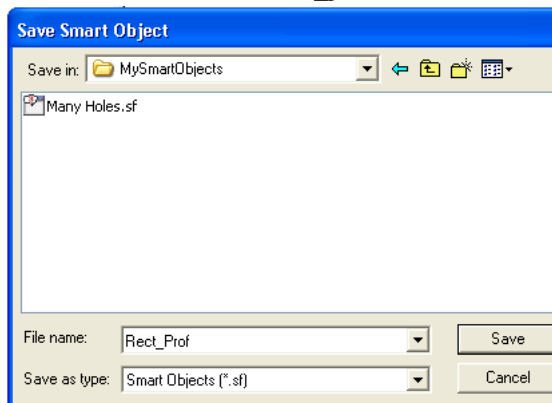 Save Smart Object
Save in: MySmartObjects
Many Holes.sf
File name: Rect_Prof Save
Save as type: Smart Objects (*.sf) Cancel